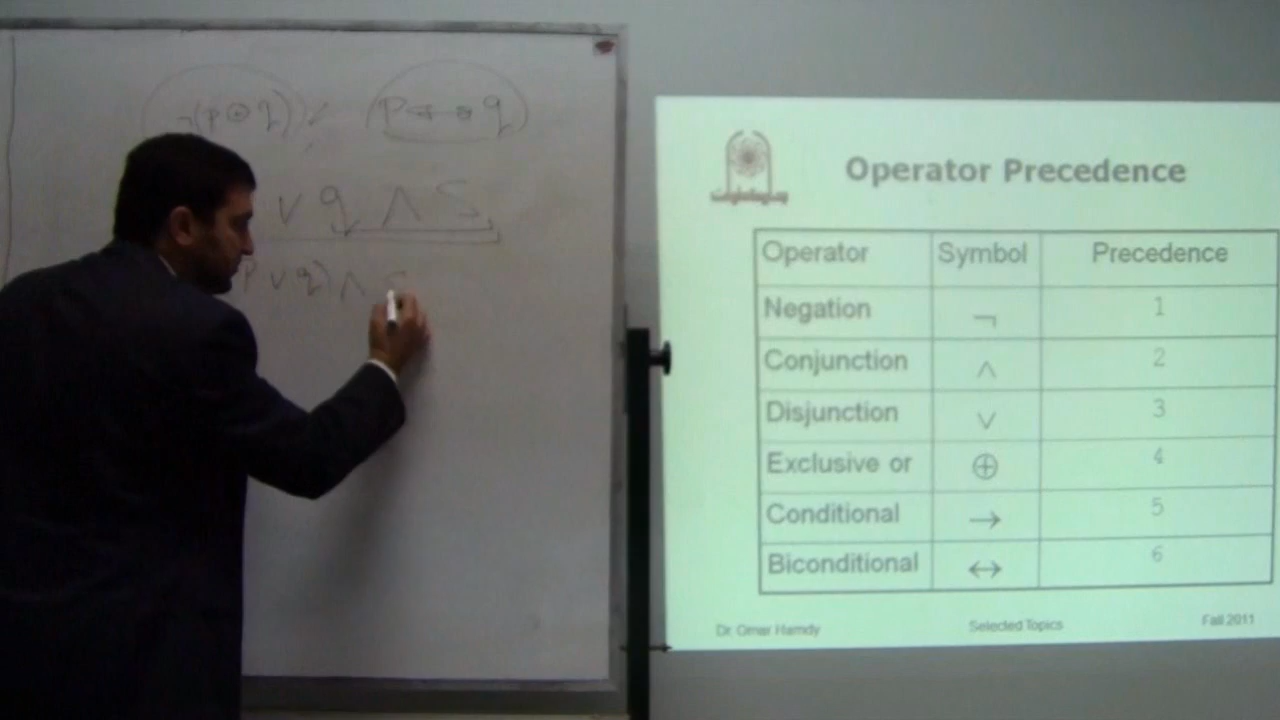 ¬(p ⊕ q) p ↔ q
∨ q ∧ S
p ∨ q) ∧ S
Operator Precedence
Operator Symbol Precedence
Negation ¬ 1
Conjunction ∧ 2
Disjunction ∨ 3
Exclusive or ⊕ 4
Conditional → 5
Biconditional ↔ 6
Dr. Omar Hamdy Selected Topics Fall 2011